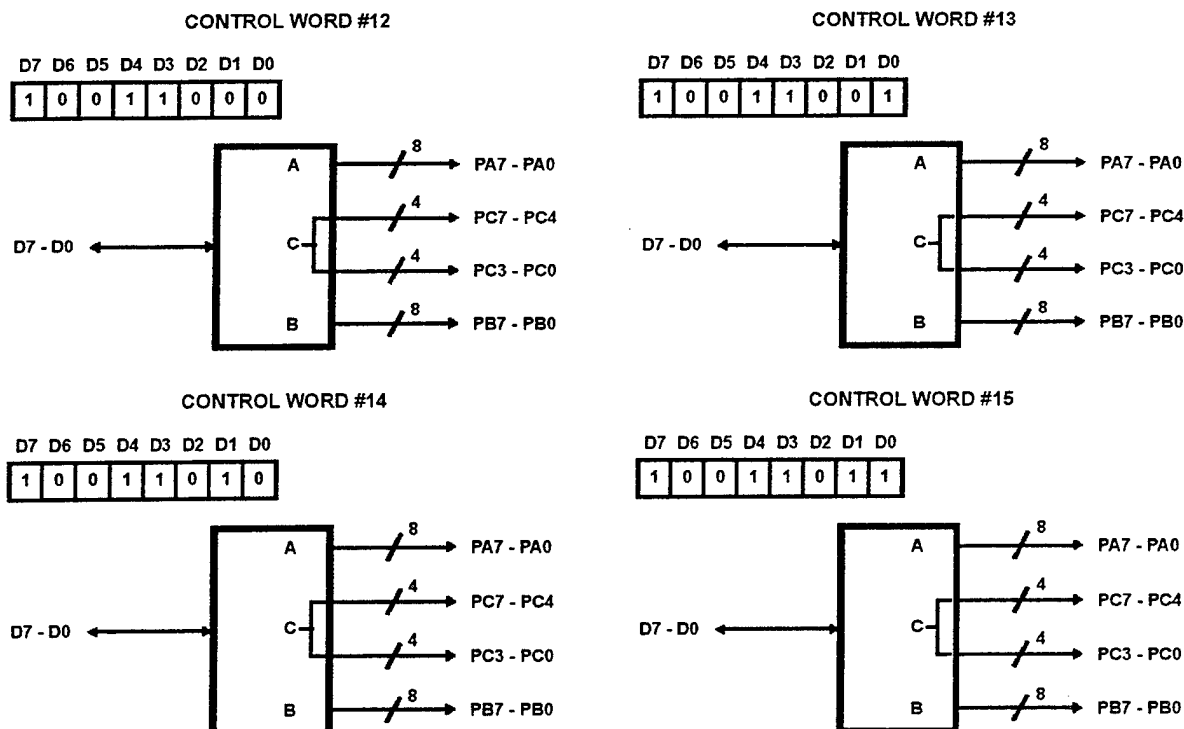 CONTROL WORD #12
D7 D6 D5 D4 D3 D2 D1 D0
1 0 0 1 1 0 0 0
A
8
PA7 - PA0
4
PC7 - PC4
D7 - D0
C
4
PC3 - PC0
B
8
PB7 - PB0
CONTROL WORD #13
D7 D6 D5 D4 D3 D2 D1 D0
1 0 0 1 1 0 0 1
A
8
PA7 - PA0
4
PC7 - PC4
D7 - D0
C
4
PC3 - PC0
B
8
PB7 - PB0
CONTROL WORD #14
D7 D6 D5 D4 D3 D2 D1 D0
1 0 0 1 1 0 1 0
A
8
PA7 - PA0
4
PC7 - PC4
D7 - D0
C
4
PC3 - PC0
B
8
PB7 - PB0
CONTROL WORD #15
D7 D6 D5 D4 D3 D2 D1 D0
1 0 0 1 1 0 1 1
A
8
PA7 - PA0
4
PC7 - PC4
D7 - D0
C
4
PC3 - PC0
B
8
PB7 - PB0